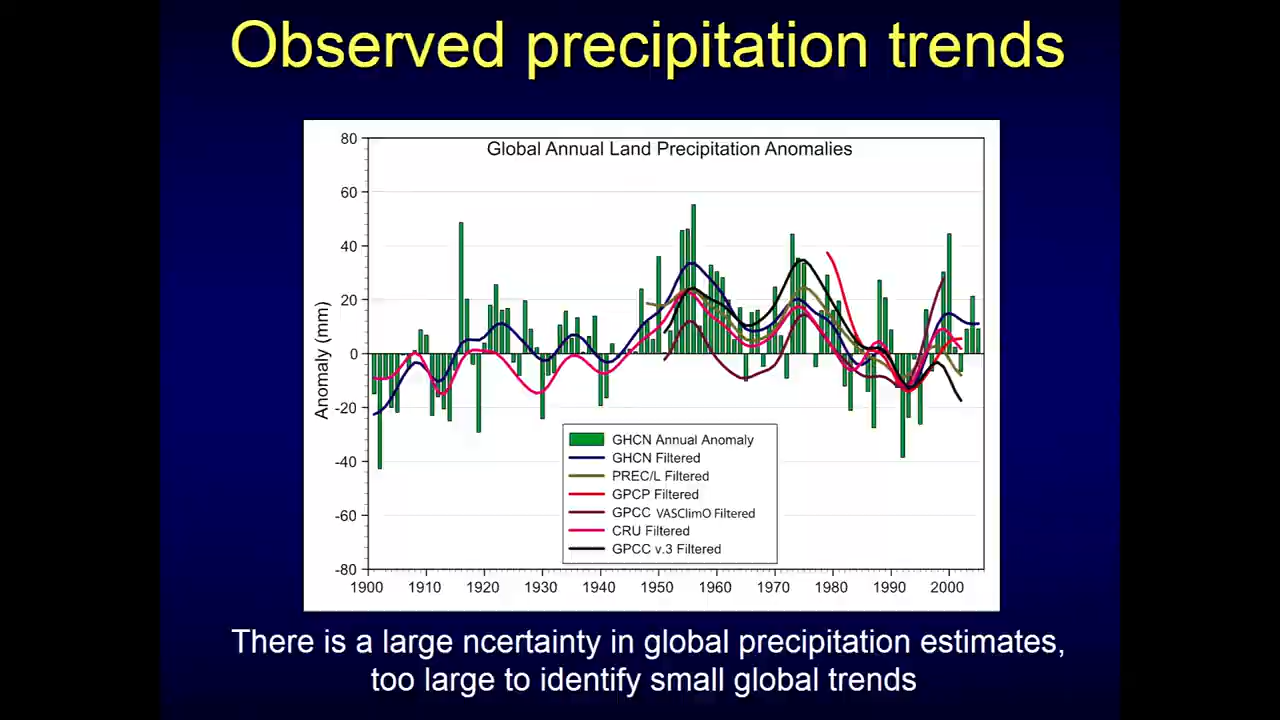 Observed precipitation trends
Global Annual Land Precipitation Anomalies
Anomaly (mm)
80
60
40
20
0
-20
-40
-60
-80
GHCN Annual Anomaly
GHCN Filtered
PREC/L Filtered
GPCP Filtered
GPCC VASClimO Filtered
CRU Filtered
GPCC v.3 Filtered
1900 1910 1920 1930 1940 1950 1960 1970 1980 1990 2000
There is a large ncertainty in global precipitation estimates,
too large to identify small global trends